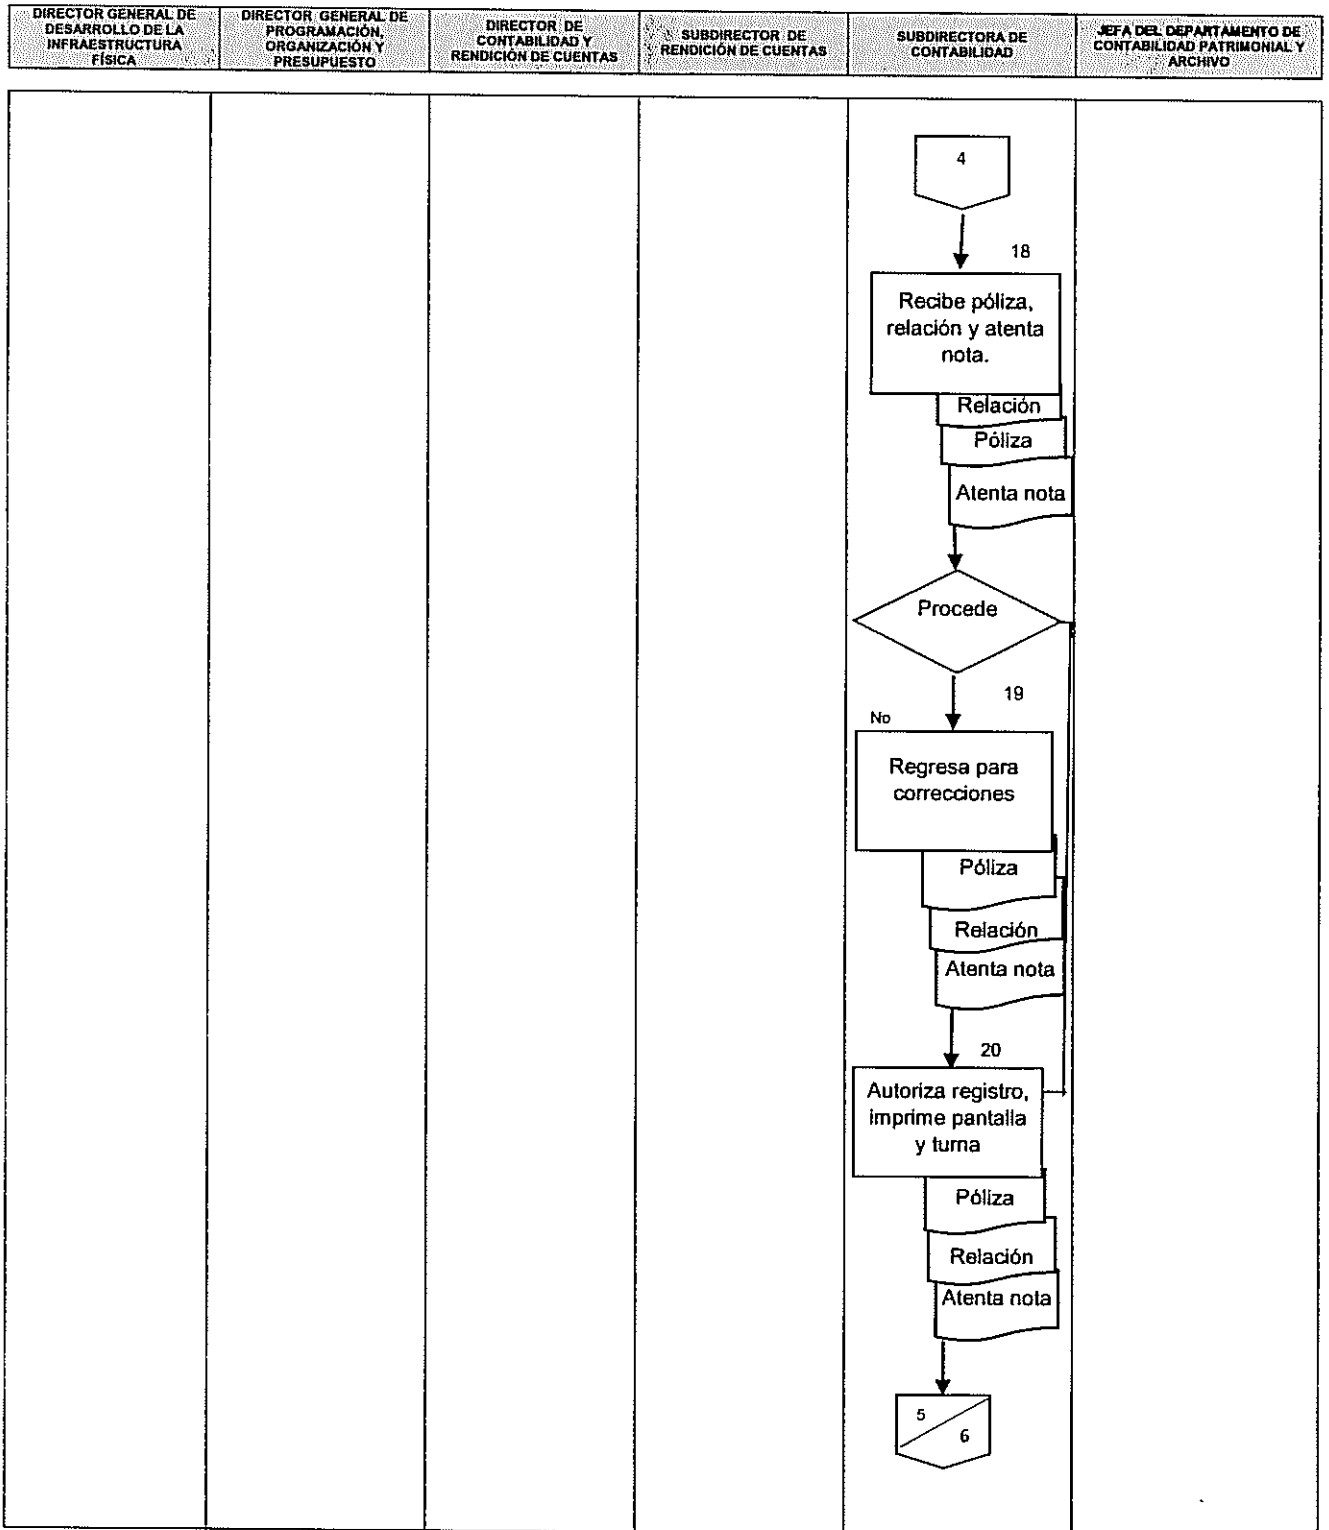 DIRECTOR GENERAL DE
DESARROLLO DE LA
INFRAESTRUCTURA
FÍSICA
DIRECTOR GENERAL DE
PROGRAMACIÓN,
ORGANIZACIÓN Y
PRESUPUESTO
DIRECTOR DE
CONTABILIDAD Y
RENDICIÓN DE CUENTAS
SUBDIRECTOR DE
RENDICIÓN DE CUENTAS
SUBDIRECTORA DE
CONTABILIDAD
JEFA DEL DEPARTAMENTO DE
CONTABILIDAD PATRIMONIAL Y
ARCHIVO
4
18
Recibe póliza,
relación y atenta
nota.
Relación
Póliza
Atenta nota
Procede
19
No
Regresa para
correcciones
Póliza
Relación
Atenta nota
20
Autoriza registro,
imprime pantalla
y turna
Póliza
Relación
Atenta nota
5
6